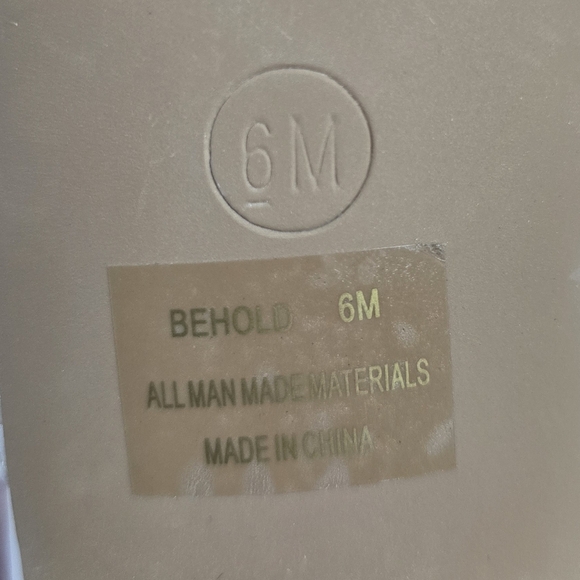 6M
BEHOLD 6M
ALL MAN MADE MATERIALS
MADE IN CHINA